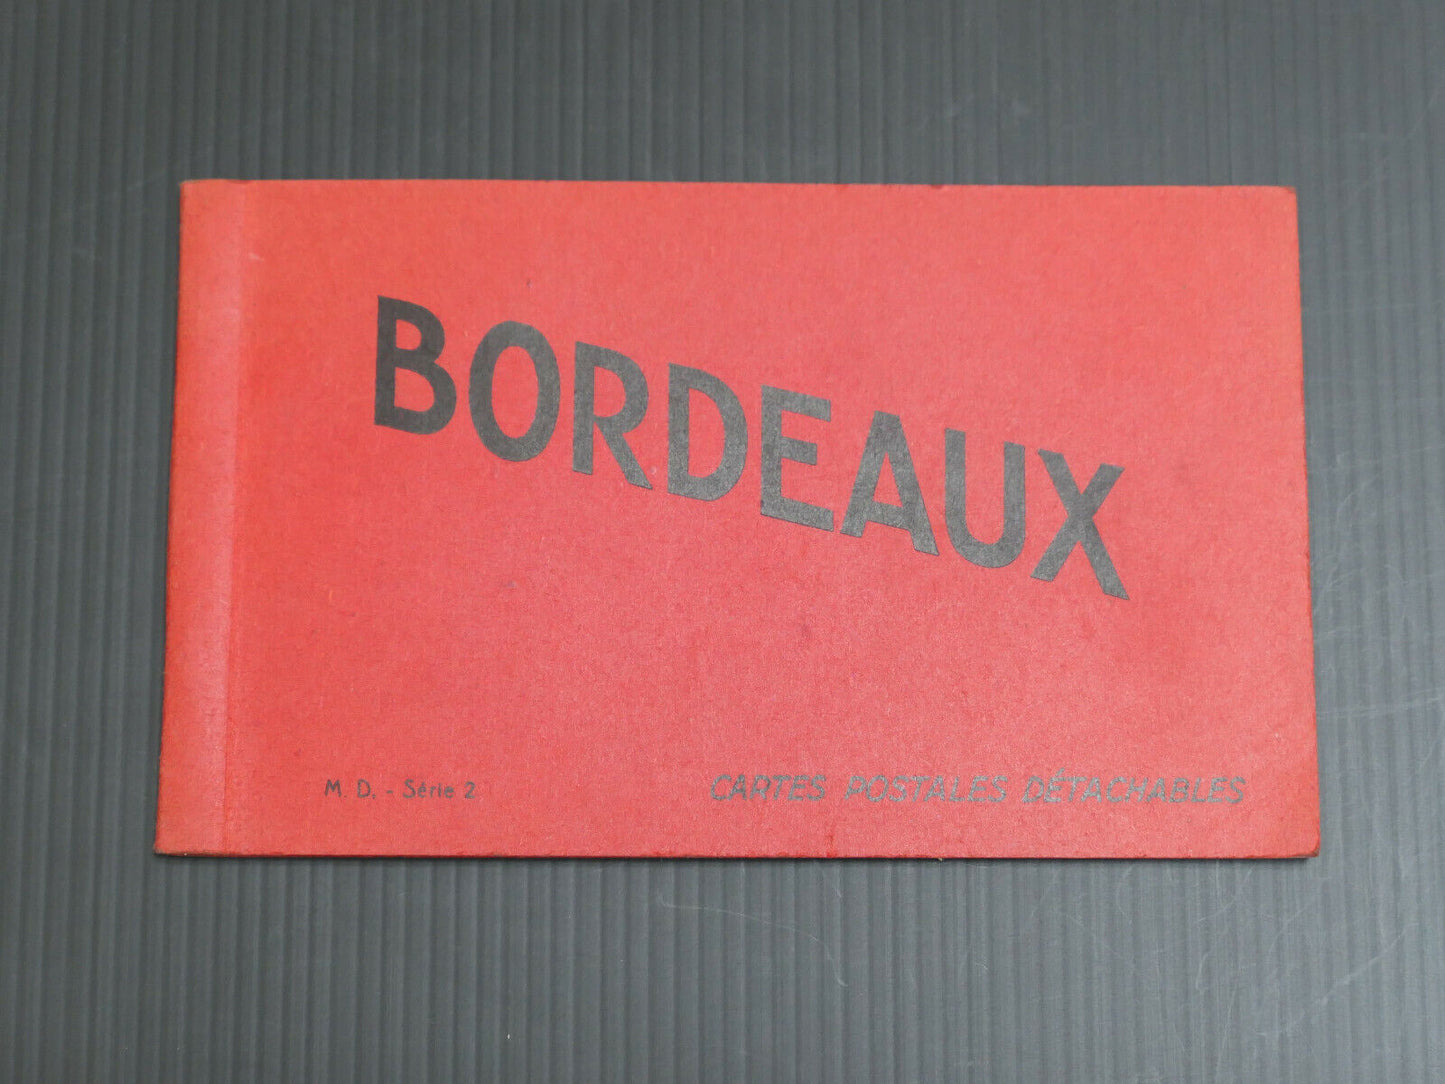 BORDEAUX
M. D. - Série 2
CARTES POSTALES DÉTACHABLES